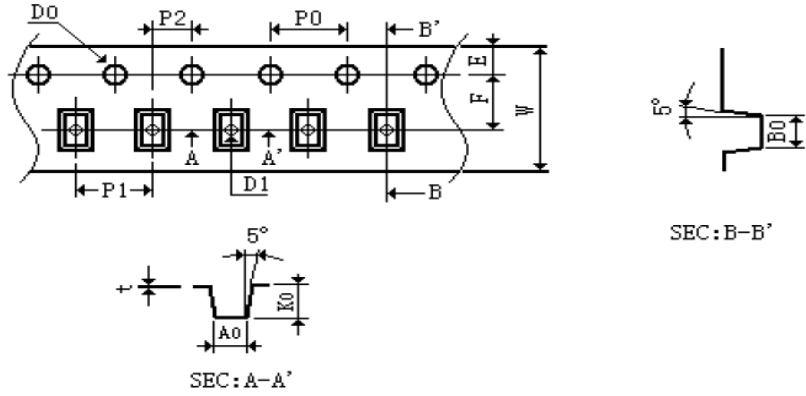 D0 P2 P0 B'
E
F
W
A A'
P1 D1 B
5°
B0
SEC:B-B'
5°
t
K0
A0
SEC:A-A'